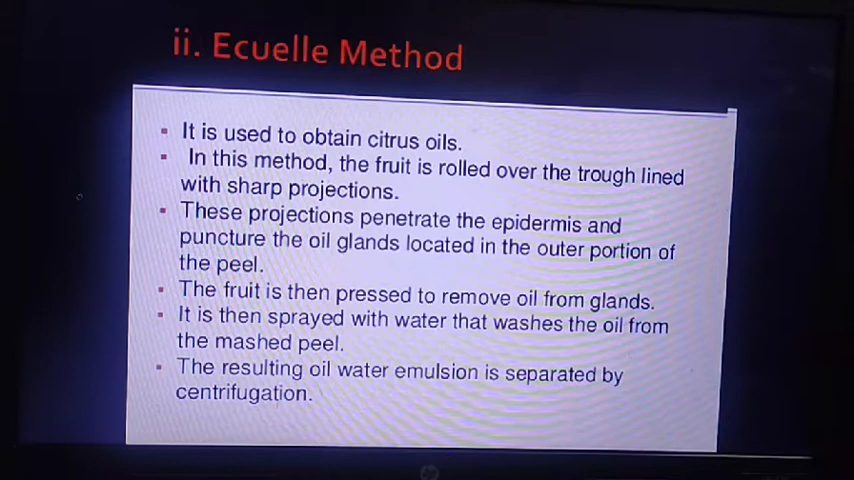 ii. Ecuelle Method
▪ It is used to obtain citrus oils.
▪ In this method, the fruit is rolled over the trough lined
with sharp projections.
▪ These projections penetrate the epidermis and
puncture the oil glands located in the outer portion of
the peel.
▪ The fruit is then pressed to remove oil from glands.
▪ It is then sprayed with water that washes the oil from
the mashed peel.
▪ The resulting oil water emulsion is separated by
centrifugation.
hp